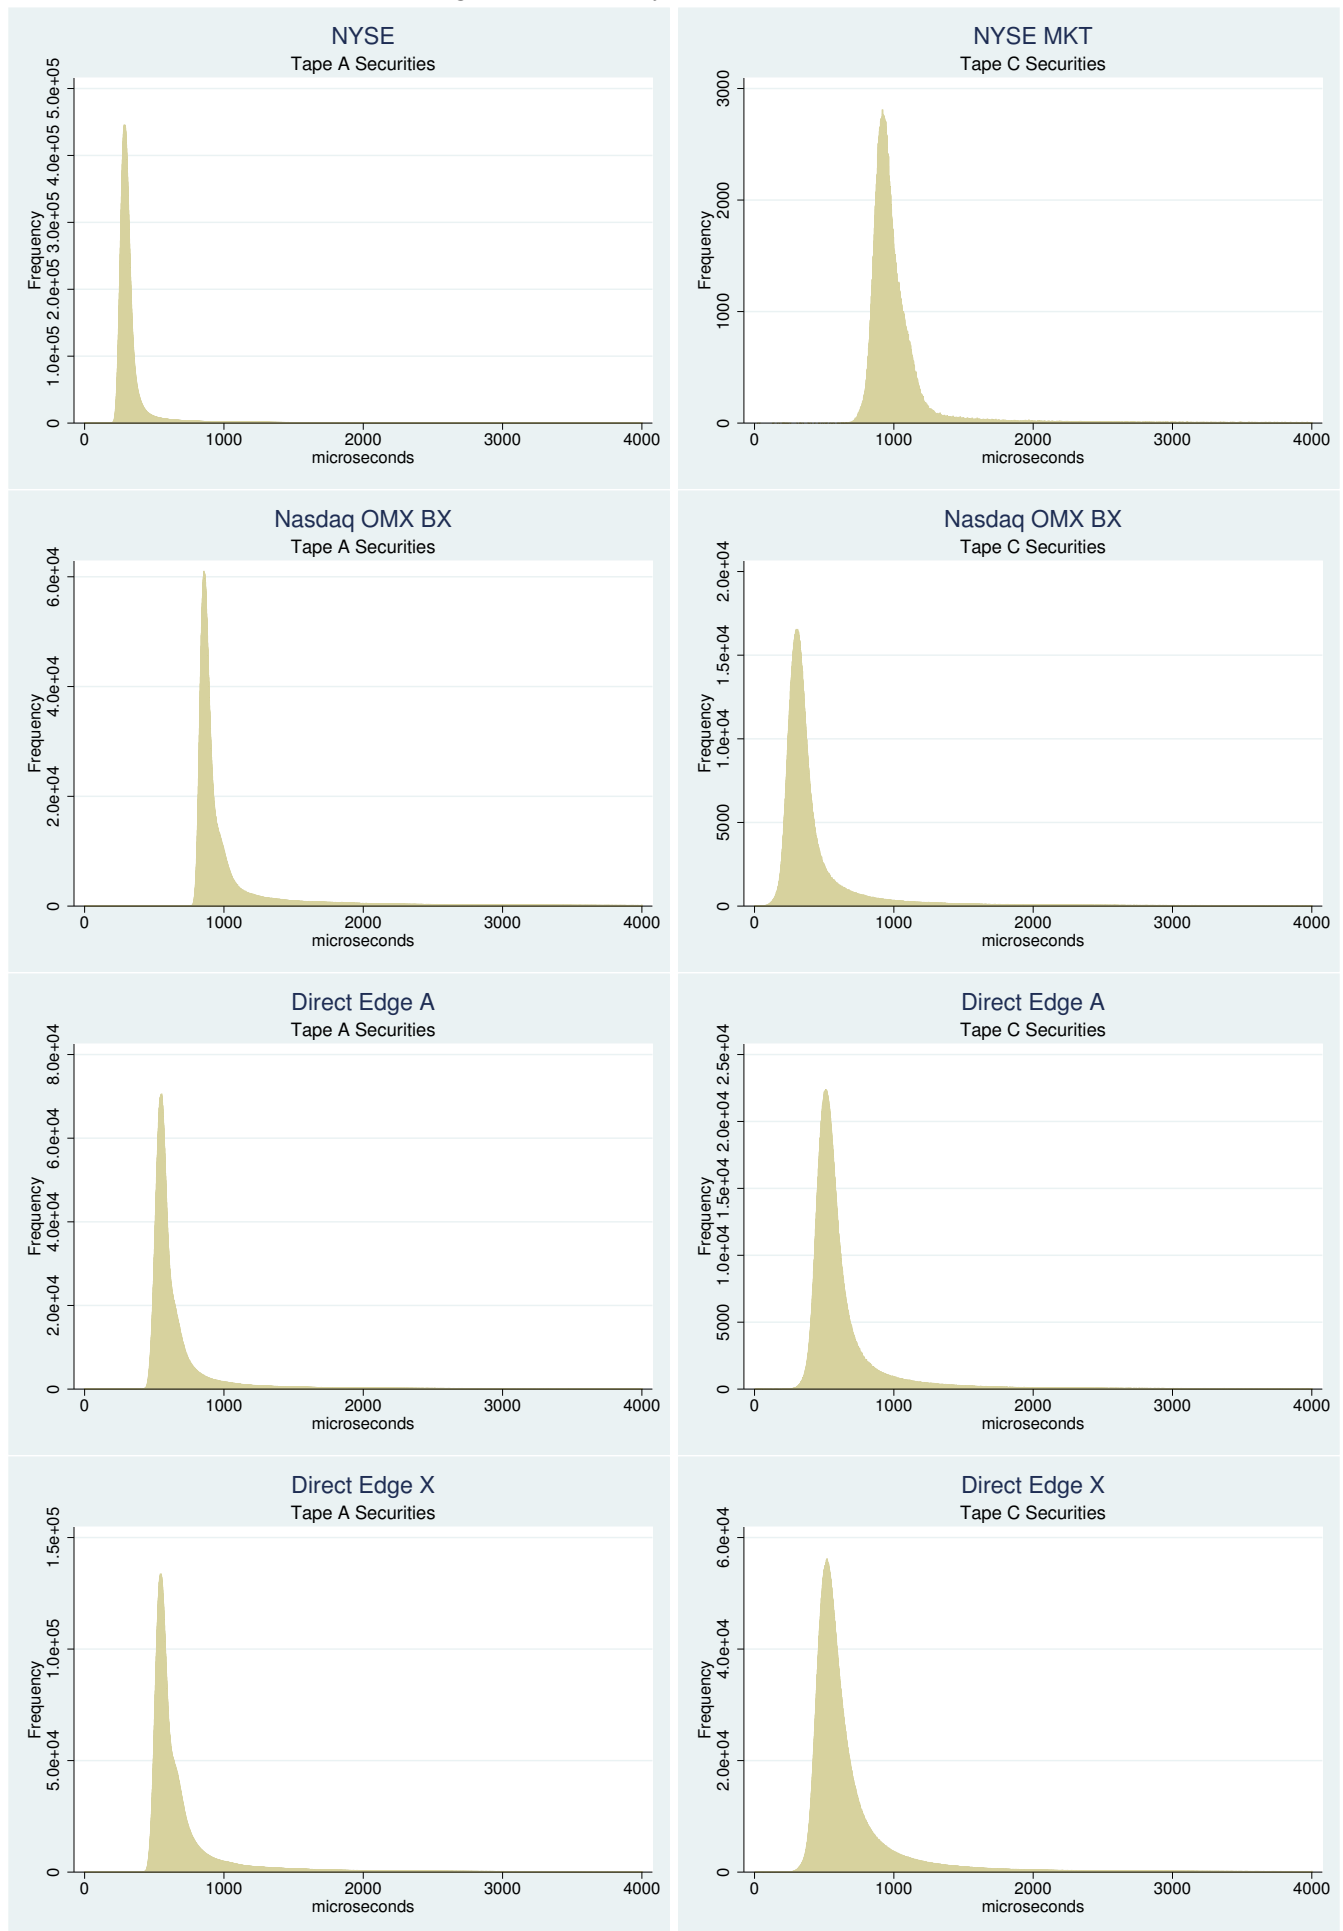 NYSE
Tape A Securities
Frequency
0 1.0e+05 2.0e+05 3.0e+05 4.0e+05 5.0e+05
0 1000 2000 3000 4000
microseconds
NYSE MKT
Tape C Securities
Frequency
0 1000 2000 3000
0 1000 2000 3000 4000
microseconds
Nasdaq OMX BX
Tape A Securities
Frequency
0 2.0e+04 4.0e+04 6.0e+04
0 1000 2000 3000 4000
microseconds
Nasdaq OMX BX
Tape C Securities
Frequency
0 5000 1.0e+04 1.5e+04 2.0e+04
0 1000 2000 3000 4000
microseconds
Direct Edge A
Tape A Securities
Frequency
0 2.0e+04 4.0e+04 6.0e+04 8.0e+04
0 1000 2000 3000 4000
microseconds
Direct Edge A
Tape C Securities
Frequency
0 5000 1.0e+04 1.5e+04 2.0e+04 2.5e+04
0 1000 2000 3000 4000
microseconds
Direct Edge X
Tape A Securities
Frequency
0 5.0e+04 1.0e+05 1.5e+05
0 1000 2000 3000 4000
microseconds
Direct Edge X
Tape C Securities
Frequency
0 2.0e+04 4.0e+04 6.0e+04
0 1000 2000 3000 4000
microseconds